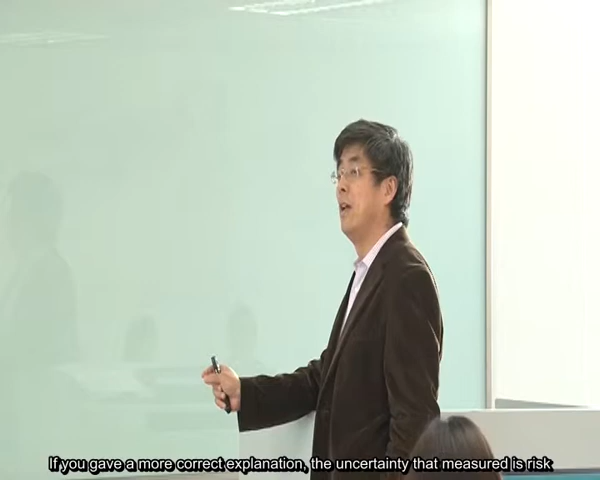 If you gave a more correct explanation, the uncertainty that measured is risk